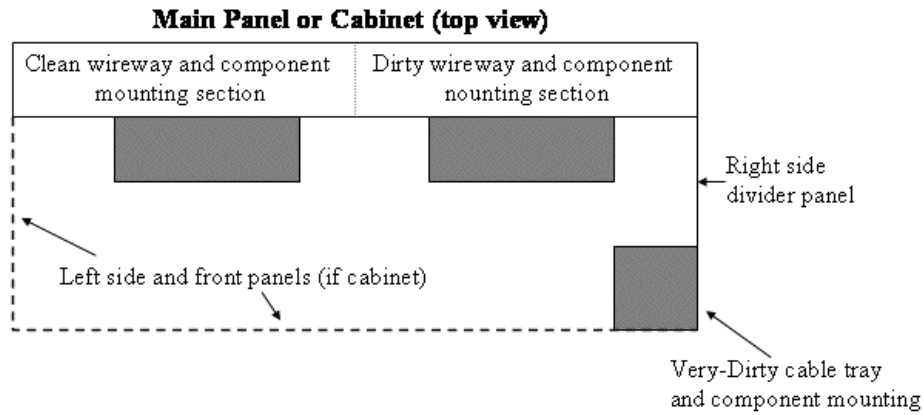 Main Panel or Cabinet (top view)
Clean wireway and component
mounting section
Dirty wireway and component
nounting section
Right side
divider panel
Left side and front panels (if cabinet)
Very-Dirty cable tray
and component mounting